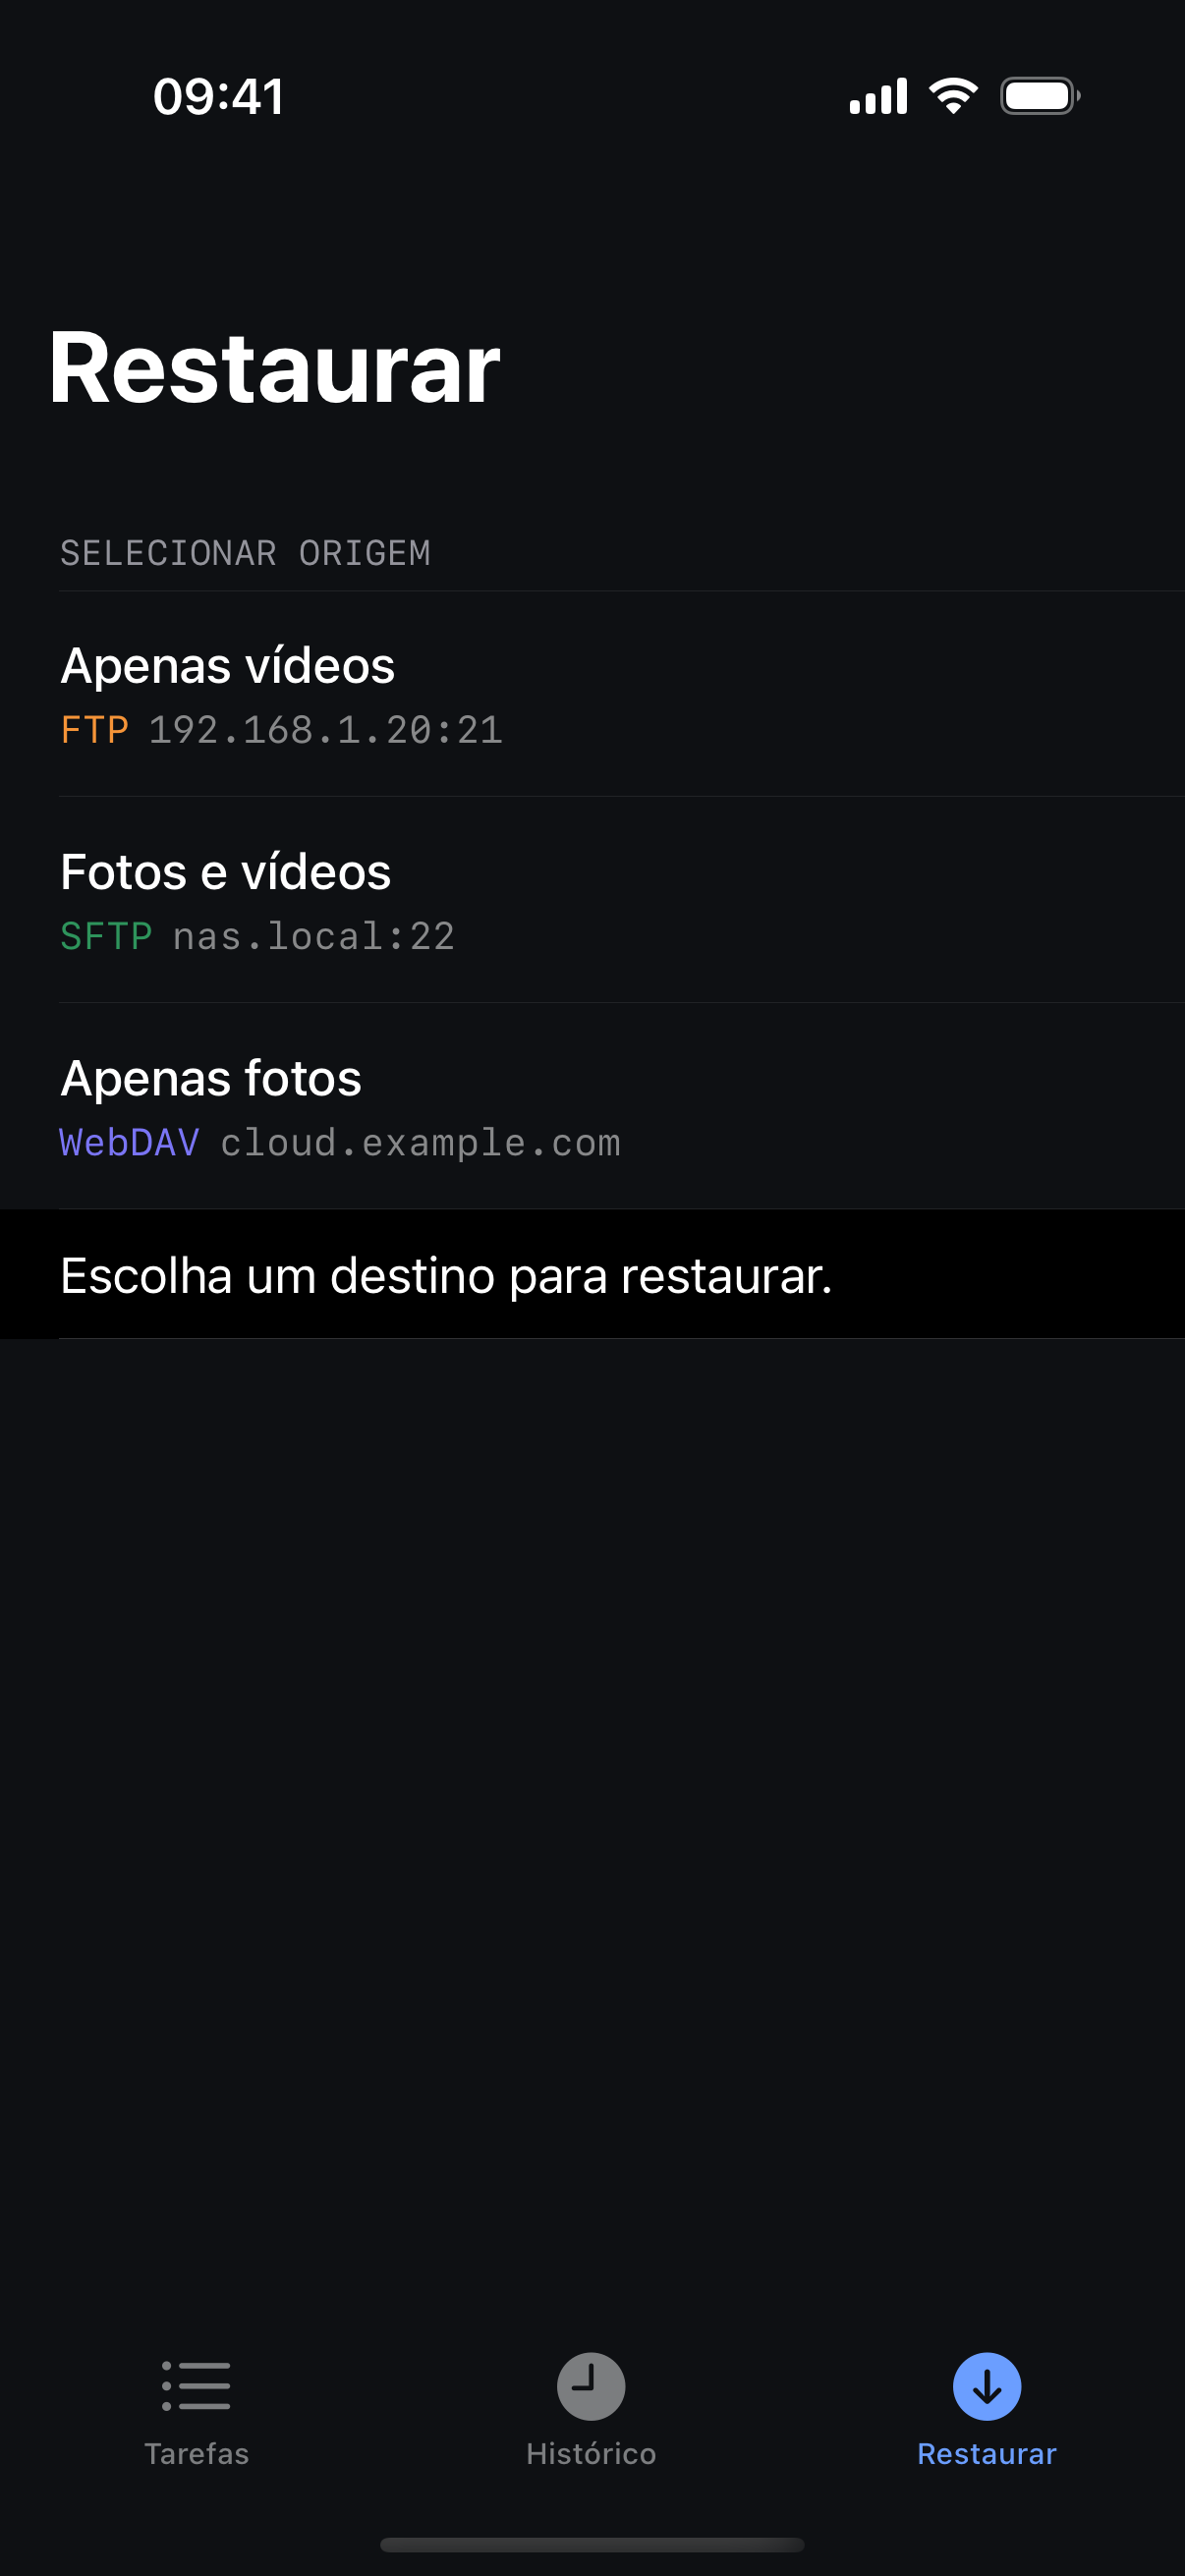 09:41
Restaurar
SELECIONAR ORIGEM
Apenas vídeos
FTP 192.168.1.20:21
Fotos e vídeos
SFTP nas.local:22
Apenas fotos
WebDAV cloud.example.com
Escolha um destino para restaurar.
Tarefas
Histórico
Restaurar